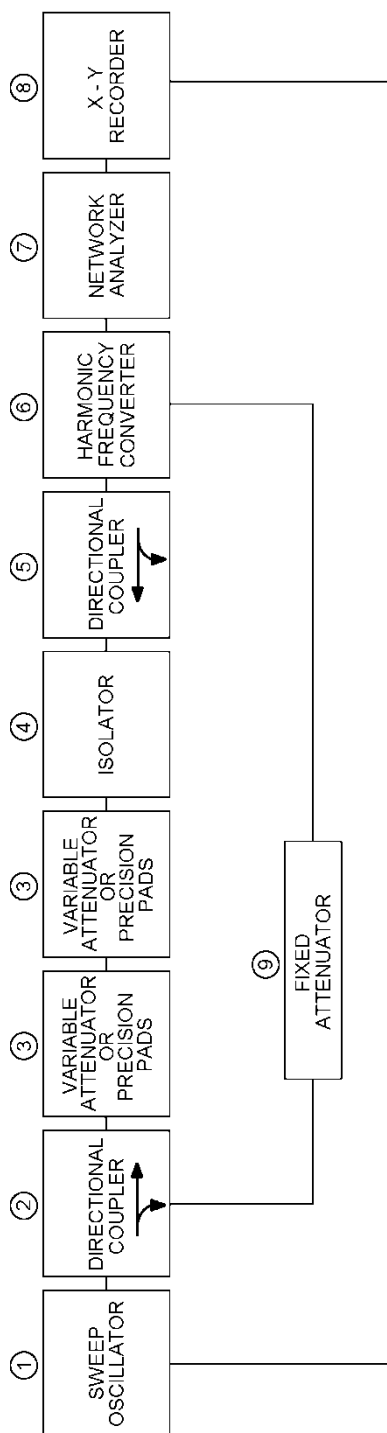 1
SWEEP
OSCILLATOR
2
DIRECTIONAL
COUPLER
3
VARIABLE
ATTENUATOR
OR
PRECISION
PADS
3
VARIABLE
ATTENUATOR
OR
PRECISION
PADS
4
ISOLATOR
5
DIRECTIONAL
COUPLER
6
HARMONIC
FREQUENCY
CONVERTER
7
NETWORK
ANALYZER
8
X - Y
RECORDER
9
FIXED
ATTENUATOR